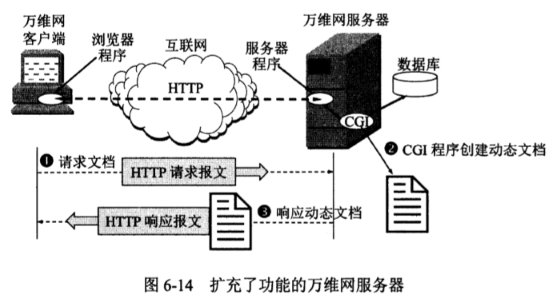 万维网
客户端
浏览器
程序
互联网
HTTP
服务器
程序
万维网服务器
数据库
CGI
❶ 请求文档
HTTP 请求报文
❷ CGI 程序创建动态文档
HTTP 响应报文
❸ 响应动态文档
图 6-14 扩充了功能的万维网服务器